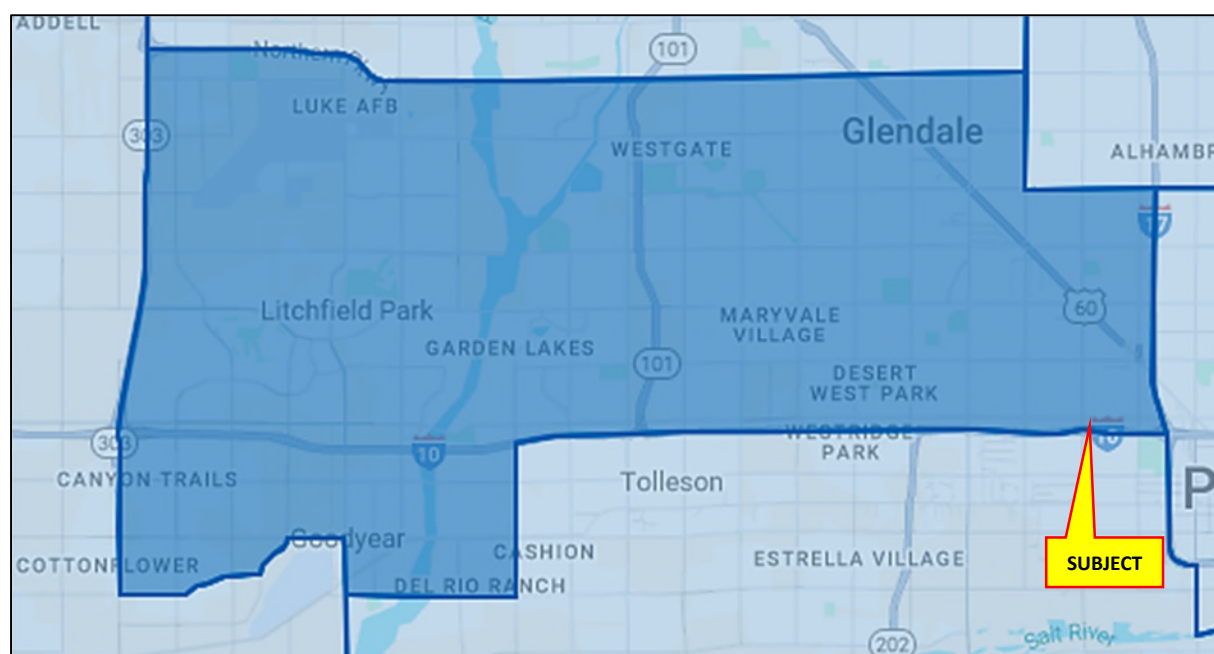 ADDELL
Northern Pkwy
101
LUKE AFB
303
WESTGATE
Glendale
ALHAMBR
17
Litchfield Park
60
MARYVALE
VILLAGE
GARDEN LAKES
101
DESERT
WEST PARK
303
10
WESTRIDGE
PARK
10
CANYON TRAILS
Tolleson
P
Goodyear
CASHION
ESTRELLA VILLAGE
SUBJECT
COTTONFLOWER
DEL RIO RANCH
202
Salt River